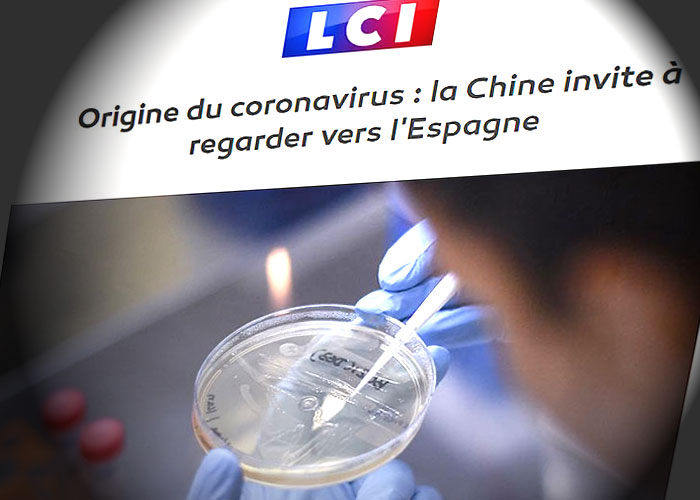 LCI
Origine du coronavirus : la Chine invite à
regarder vers l'Espagne